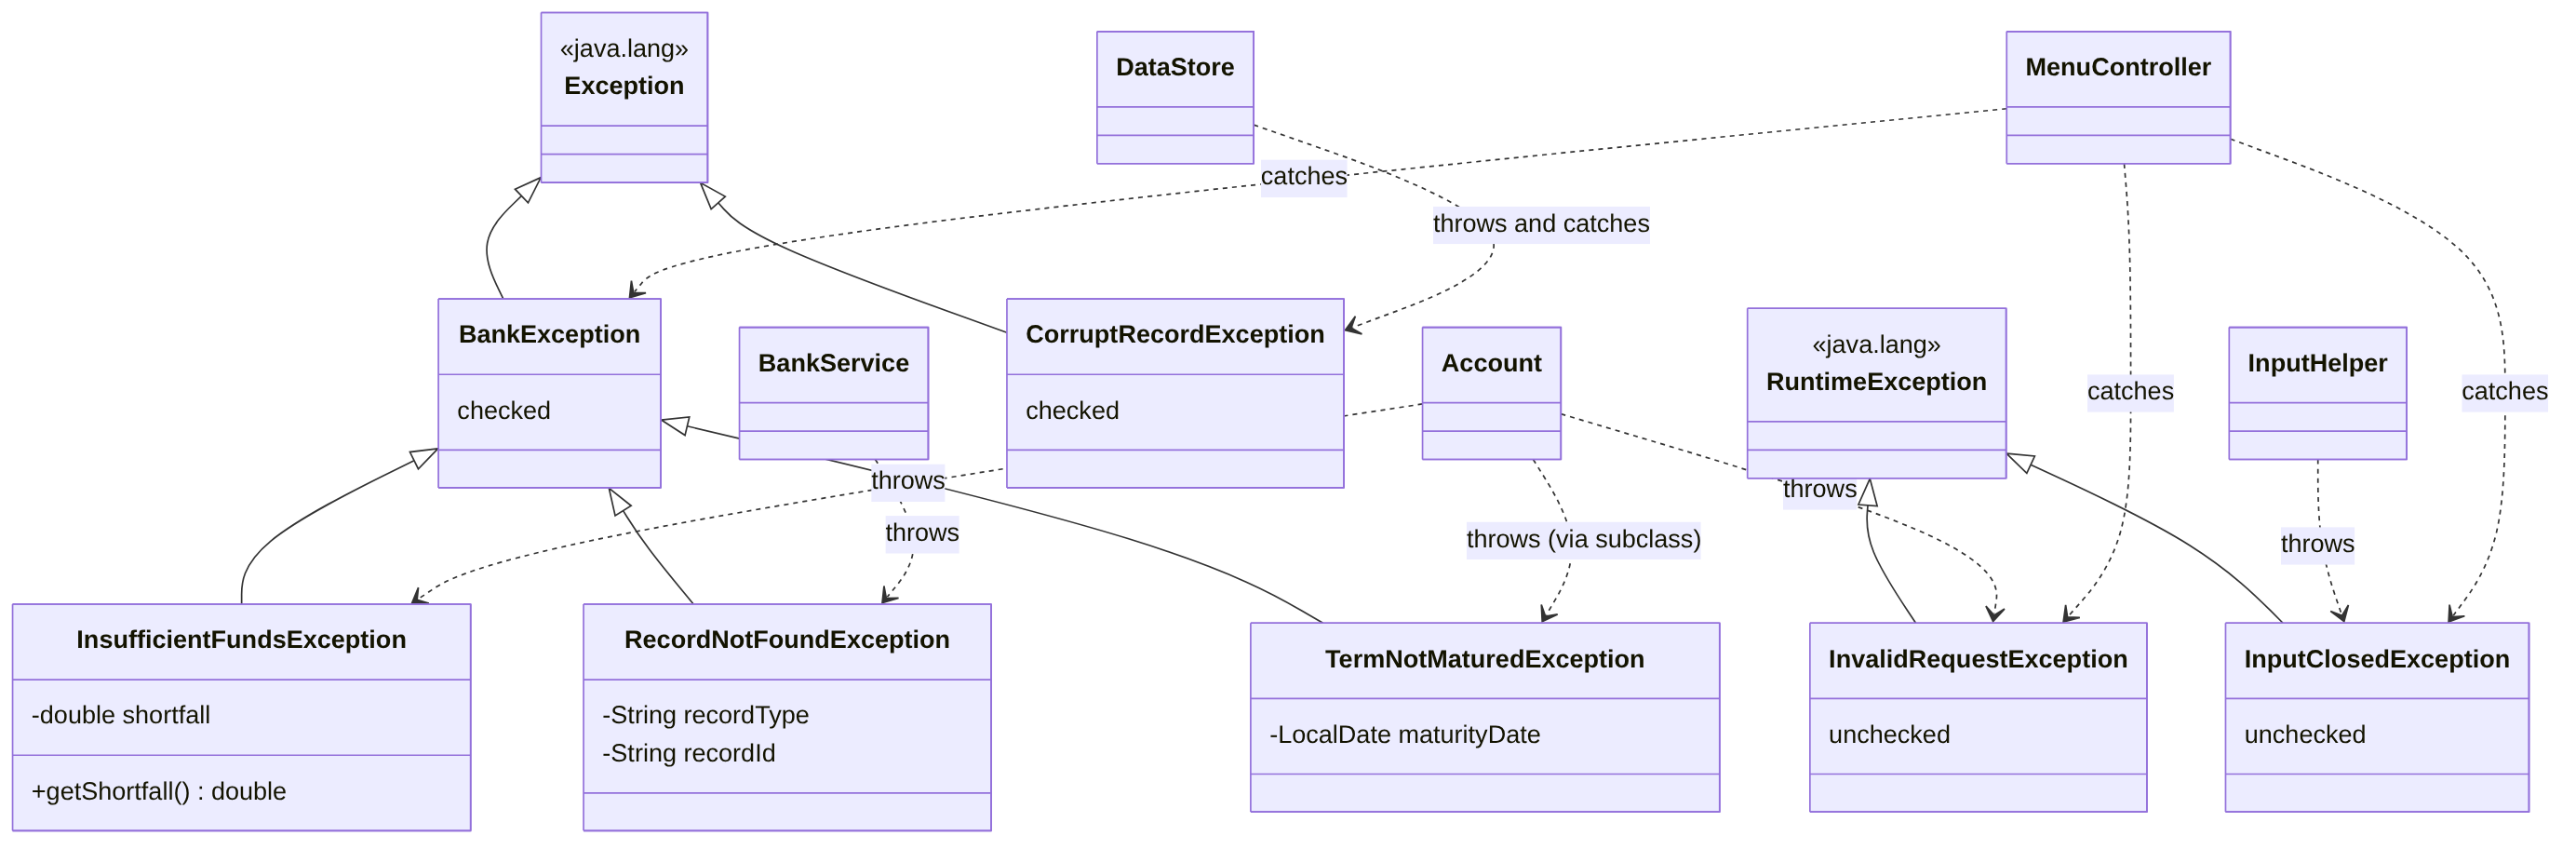 «java.lang»
Exception
DataStore
MenuController
catches
throws and catches
BankException
checked
BankService
CorruptRecordException
checked
Account
«java.lang»
RuntimeException
InputHelper
catches
catches
throws
throws
throws
throws (via subclass)
throws
InsufficientFundsException
-double shortfall
+getShortfall() : double
RecordNotFoundException
-String recordType
-String recordId
TermNotMaturedException
-LocalDate maturityDate
InvalidRequestException
unchecked
InputClosedException
unchecked